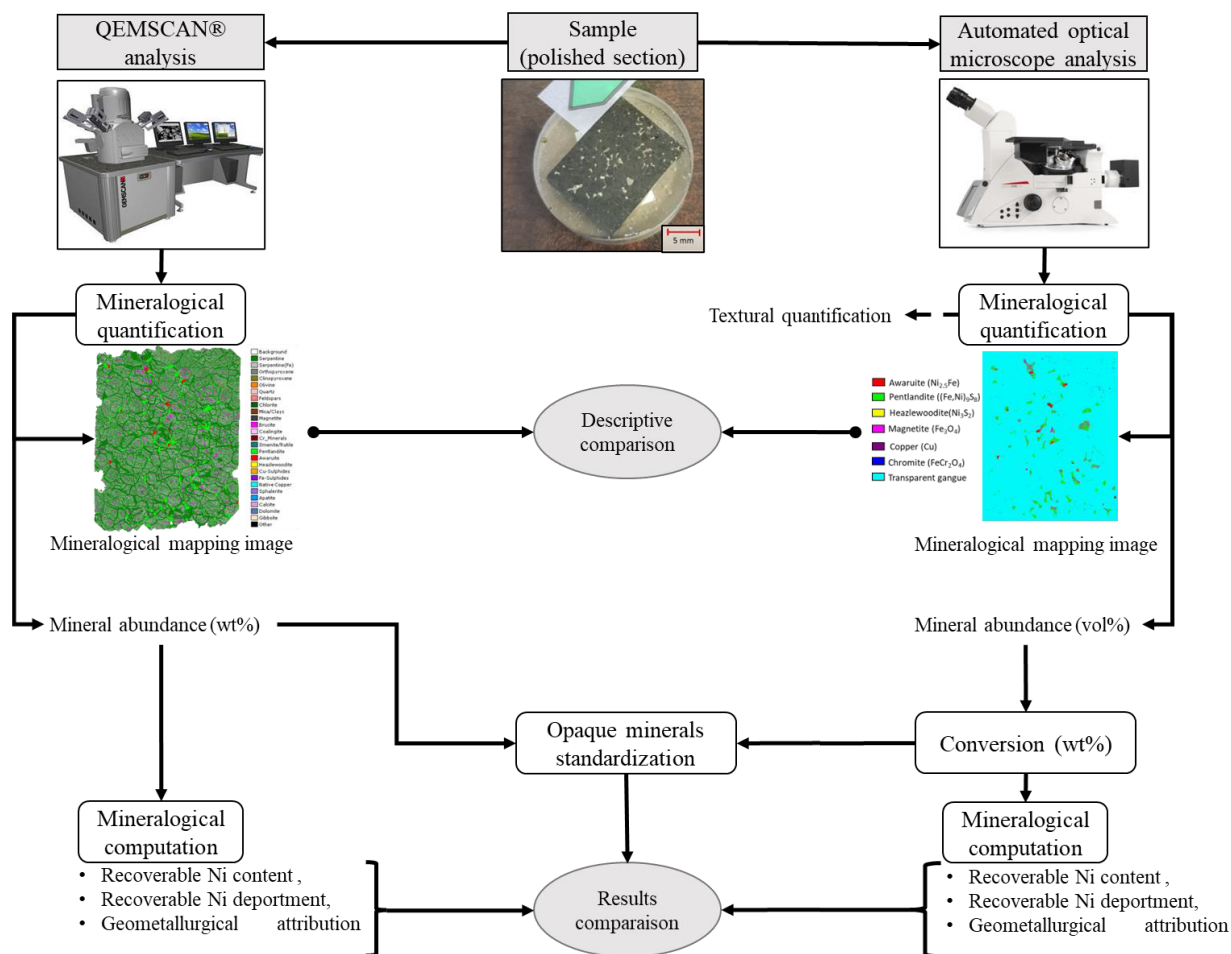 QEMSCAN®
analysis
Sample
(polished section)
Automated optical
microscope analysis
QEMSCAN
5 mm
Mineralogical
quantification
Textural quantification
Mineralogical
quantification
Background
Serpentine
Serpentine(Fe)
Orthopyroxene
Clinopyroxene
Olivine
Quartz
Feldspars
Chlorite
Mica/Clays
Magnetite
Brucite
Coalingite
Cr_Minerals
Ilmenite/Rutile
Pentlandite
Awaruite
Heazlewoodite
Cu-Sulphides
Fe-Sulphides
Native Copper
Sphalerite
Apatite
Calcite
Dolomite
Gibbsite
Other
Descriptive
comparison
Awaruite (Ni₂.₅Fe)
Pentlandite ((Fe,Ni)₉S₈)
Heazlewoodite(Ni₃S₂)
Magnetite (Fe₃O₄)
Copper (Cu)
Chromite (FeCr₂O₄)
Transparent gangue
Mineralogical mapping image
Mineralogical mapping image
Mineral abundance (wt%)
Mineral abundance (vol%)
Opaque minerals
standardization
Conversion (wt%)
Mineralogical
computation
• Recoverable Ni content ,
• Recoverable Ni deportment,
• Geometallurgical attribution
Results
comparaison
Mineralogical
computation
• Recoverable Ni content ,
• Recoverable Ni deportment,
• Geometallurgical attribution